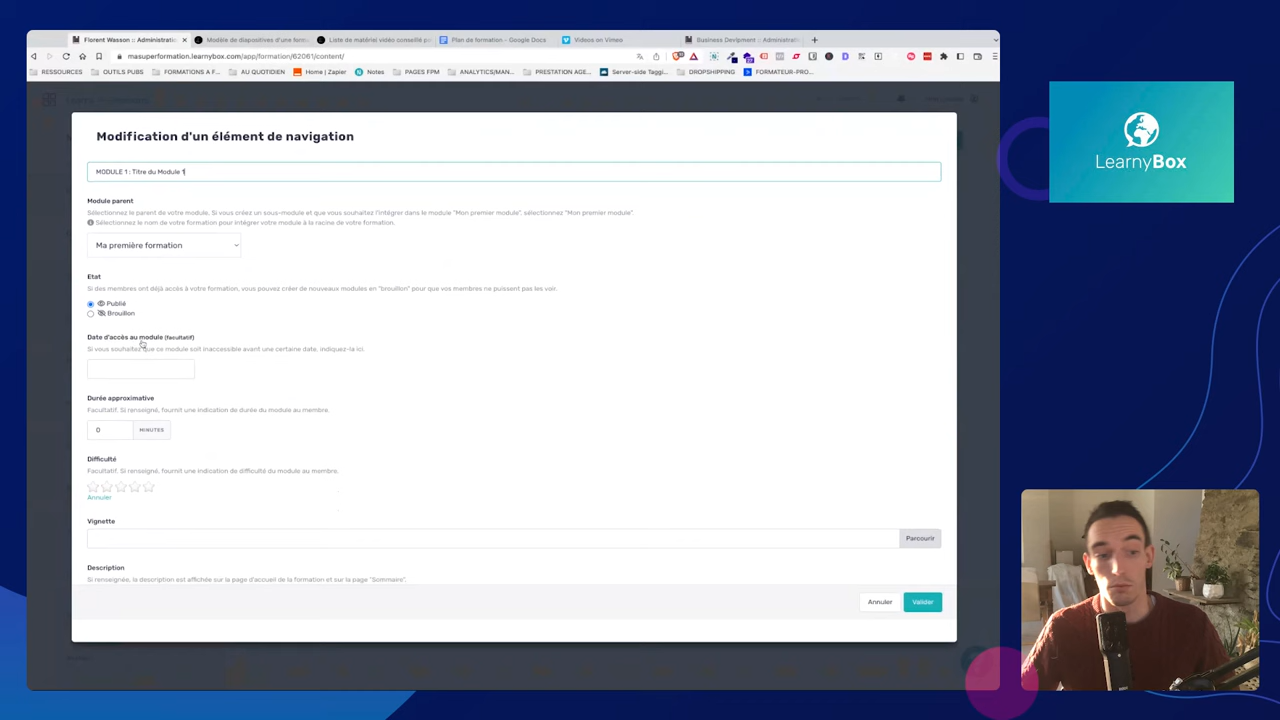 Florent Wasson :: Administratio
Modèle de diapositives d'une forma
Liste de matériel vidéo conseillé po
Plan de formation - Google Docs
Videos on Vimeo
Business Devlpment :: Administrati
masuperformation.learnybox.com/app/formation/62061/content/
RESSOURCES
OUTILS PUBS
FORMATIONS A F...
AU QUOTIDIEN
Home | Zapier
Notes
PAGES FPM
ANALYTICS/MAN...
PRESTATION AGE...
Server-side Taggi...
DROPSHIPPING
FORMATEUR-PRO...
Modification d'un élément de navigation
MODULE 1 : Titre du Module 1
Module parent
Sélectionnez le parent de votre module. Si vous créez un sous-module et que vous souhaitez l'intégrer dans le module "Mon premier module", sélectionnez "Mon premier module".
Sélectionnez le nom de votre formation pour intégrer votre module à la racine de votre formation.
Ma première formation
Etat
Si des membres ont déjà accès à votre formation, vous pouvez créer de nouveaux modules en "brouillon" pour que vos membres ne puissent pas les voir.
Publié
Brouillon
Date d'accès au module (facultatif)
Si vous souhaitez que ce module soit inaccessible avant une certaine date, indiquez-la ici.
Durée approximative
Facultatif. Si renseigné, fournit une indication de durée du module au membre.
0 MINUTES
Difficulté
Facultatif. Si renseigné, fournit une indication de difficulté du module au membre.
Annuler
Vignette
Parcourir
Description
Si renseignée, la description est affichée sur la page d'accueil de la formation et sur la page "Sommaire".
Annuler
Valider
LearnyBox